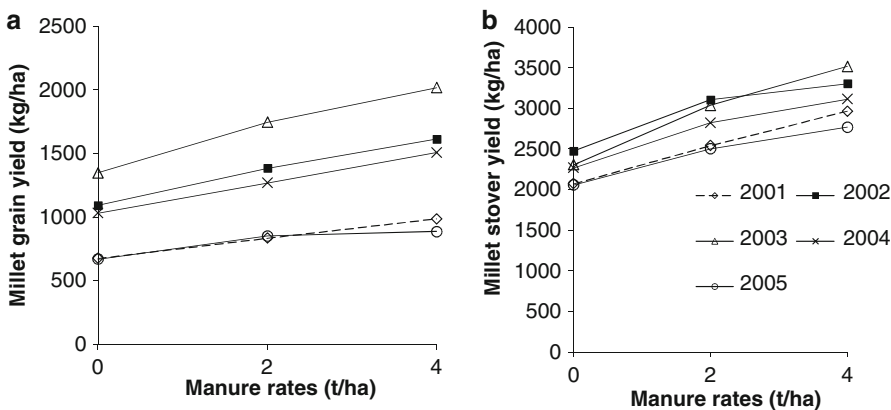 a
Millet grain yield (kg/ha)
2500
2000
1500
1000
500
0
0 2 4
Manure rates (t/ha)
b
Millet stover yield (kg/ha)
4000
3500
3000
2500
2000
1500
1000
500
0
0 2 4
Manure rates (t/ha)
2001 2002
2003 2004
2005